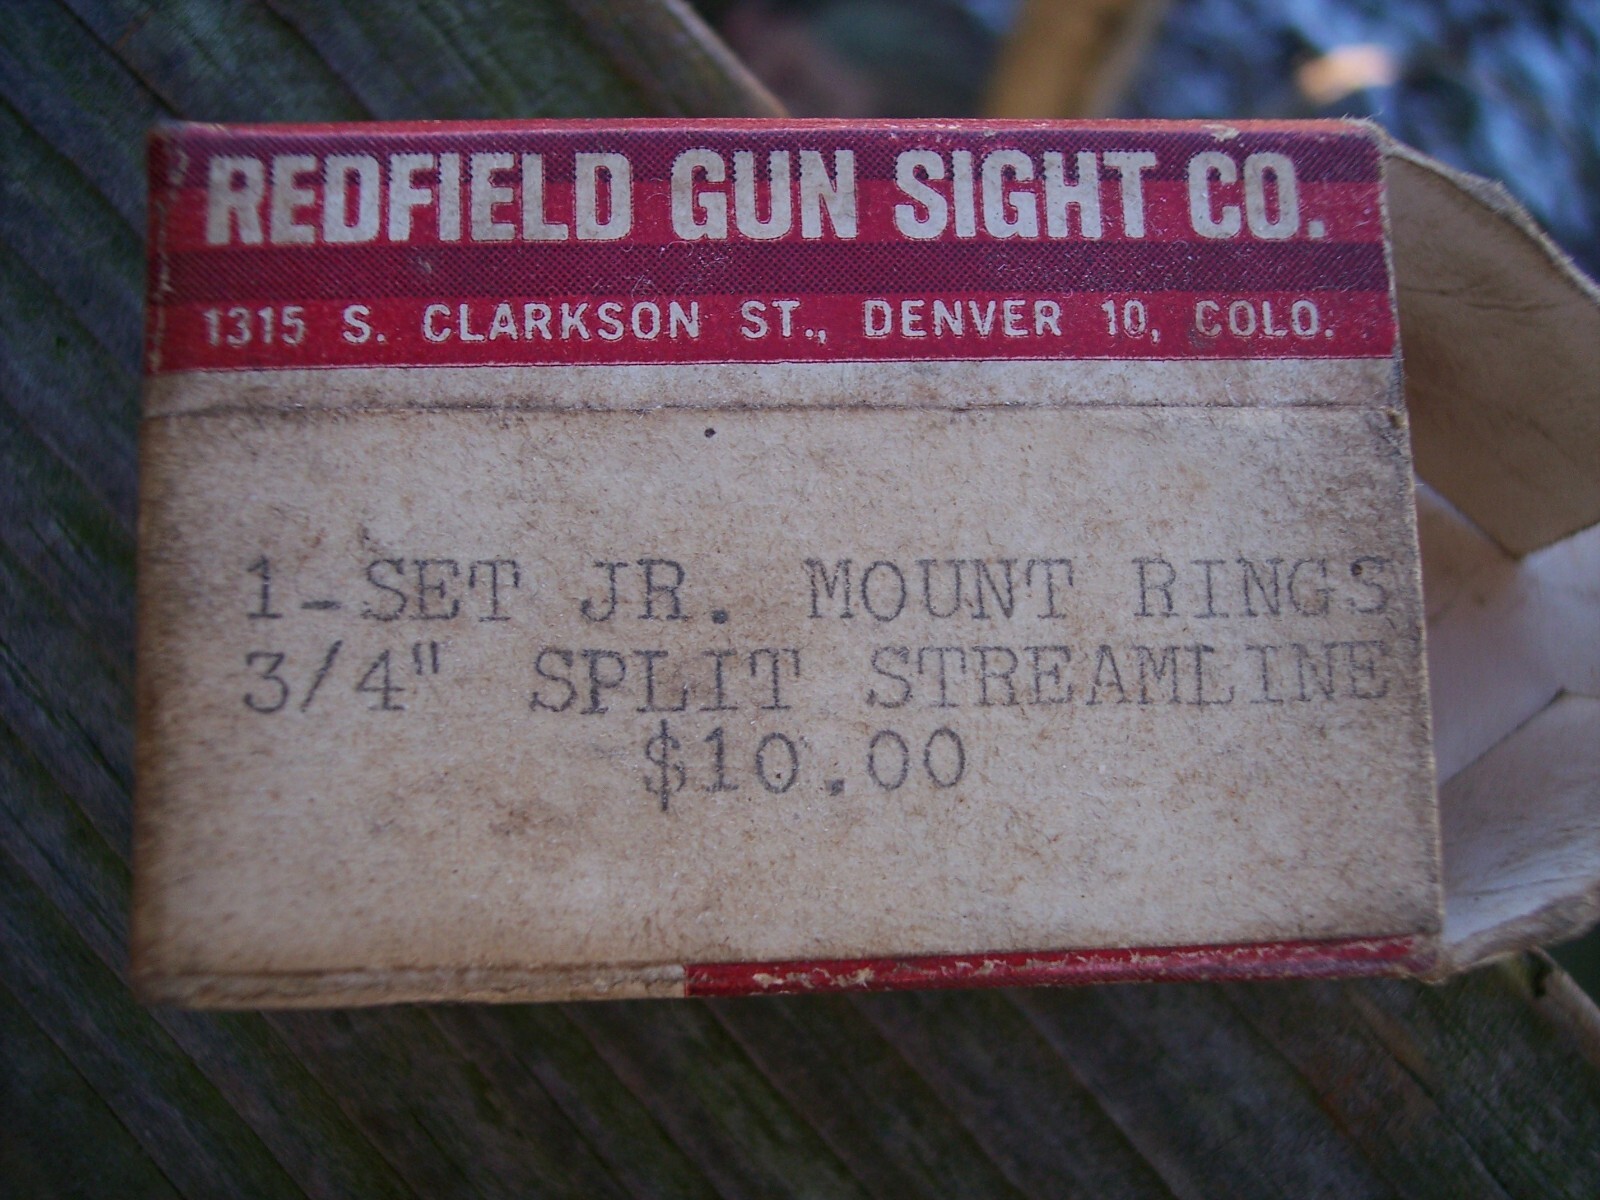 REDFIELD GUN SIGHT CO.
1315 S. CLARKSON ST., DENVER 10, COLO.
1-SET JR. MOUNT RINGS
3/4" SPLIT STREAMLINE
$10.00